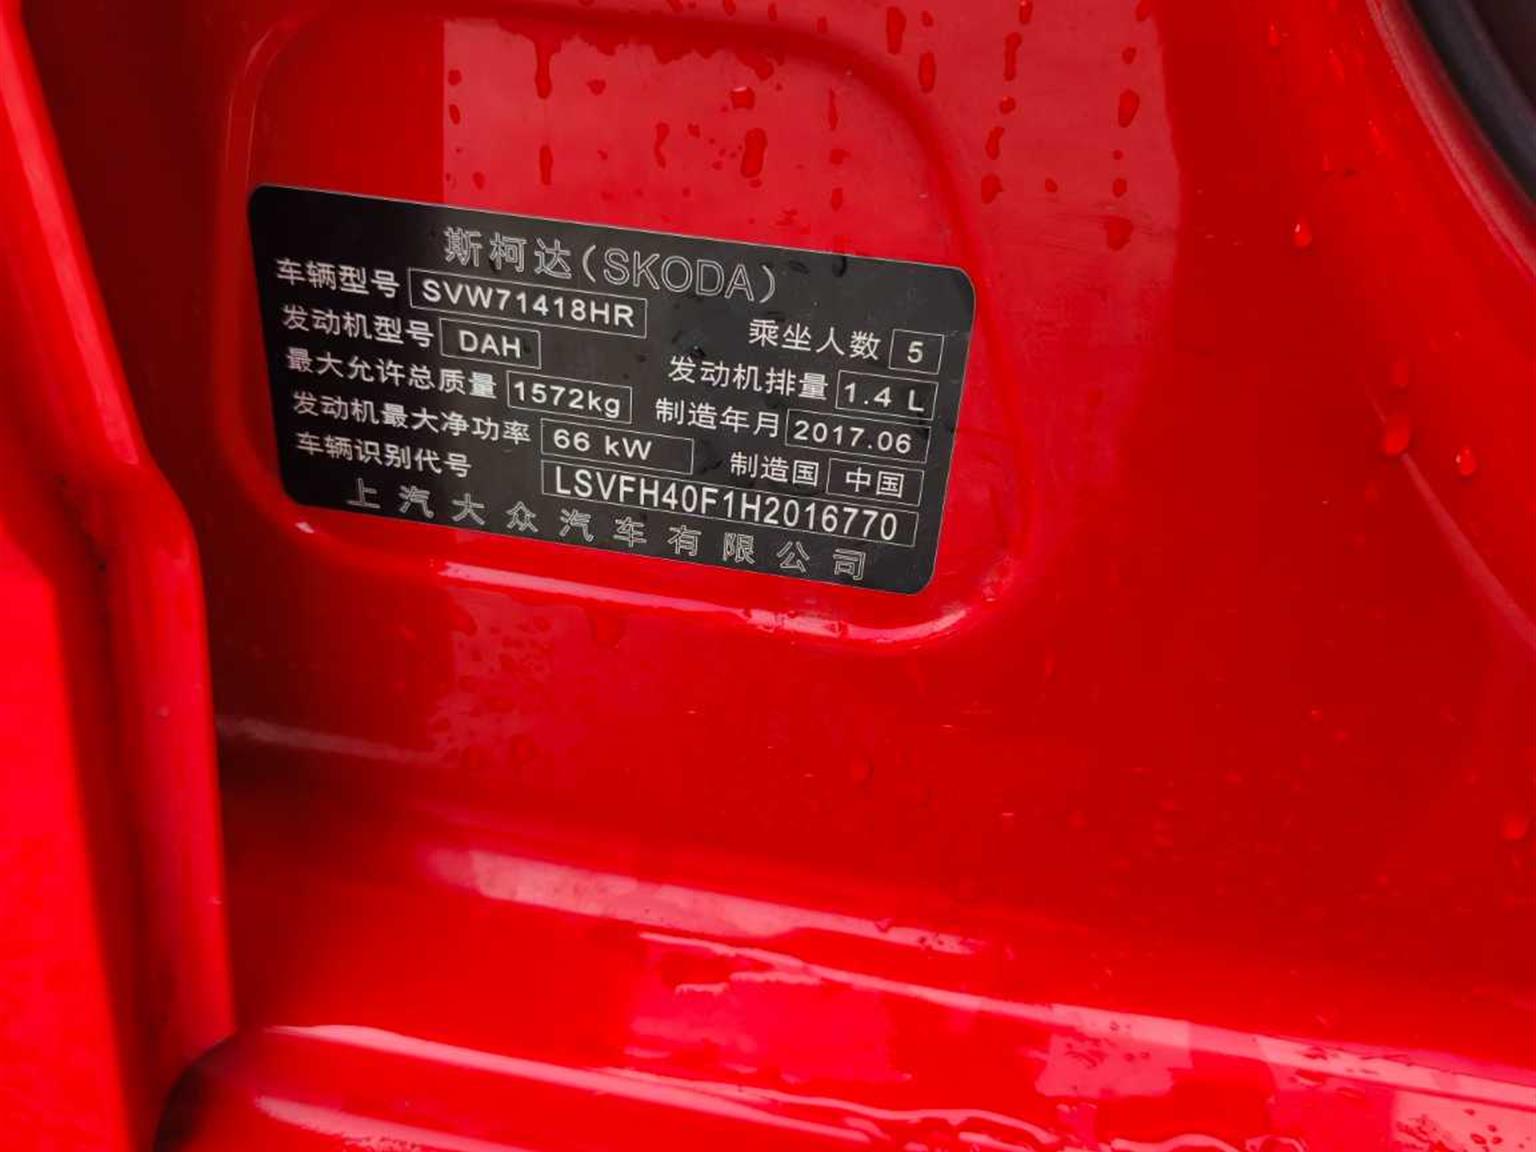 斯柯达(SKODA)
车辆型号 SVW71418HR 乘坐人数 5
发动机型号 DAH 发动机排量 1.4 L
最大允许总质量 1572kg 制造年月 2017.06
发动机最大净功率 66 kW 制造国 中国
车辆识别代号 LSVFH40F1H2016770
上汽大众汽车有限公司